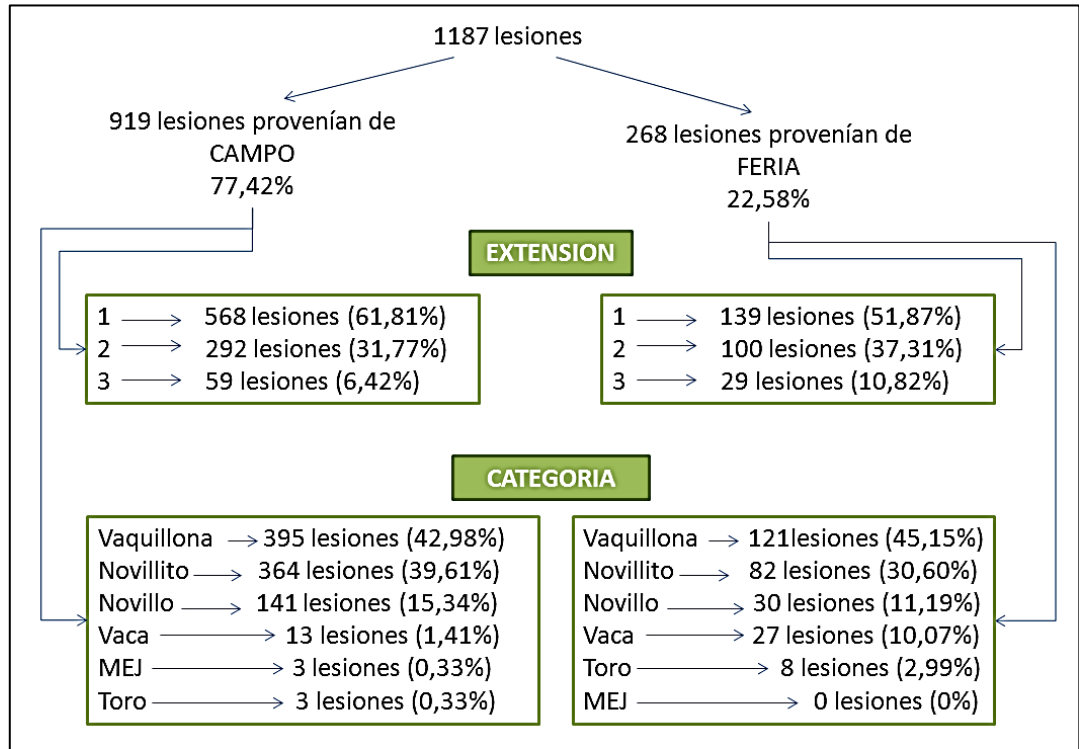 1187 lesiones
919 lesiones provenían de
CAMPO
77,42%
268 lesiones provenían de
FERIA
22,58%
EXTENSION
1 → 568 lesiones (61,81%)
2 → 292 lesiones (31,77%)
3 → 59 lesiones (6,42%)
1 → 139 lesiones (51,87%)
2 → 100 lesiones (37,31%)
3 → 29 lesiones (10,82%)
CATEGORIA
Vaquillona → 395 lesiones (42,98%)
Novillito → 364 lesiones (39,61%)
Novillo → 141 lesiones (15,34%)
Vaca → 13 lesiones (1,41%)
MEJ → 3 lesiones (0,33%)
Toro → 3 lesiones (0,33%)
Vaquillona → 121lesiones (45,15%)
Novillito → 82 lesiones (30,60%)
Novillo → 30 lesiones (11,19%)
Vaca → 27 lesiones (10,07%)
Toro → 8 lesiones (2,99%)
MEJ → 0 lesiones (0%)